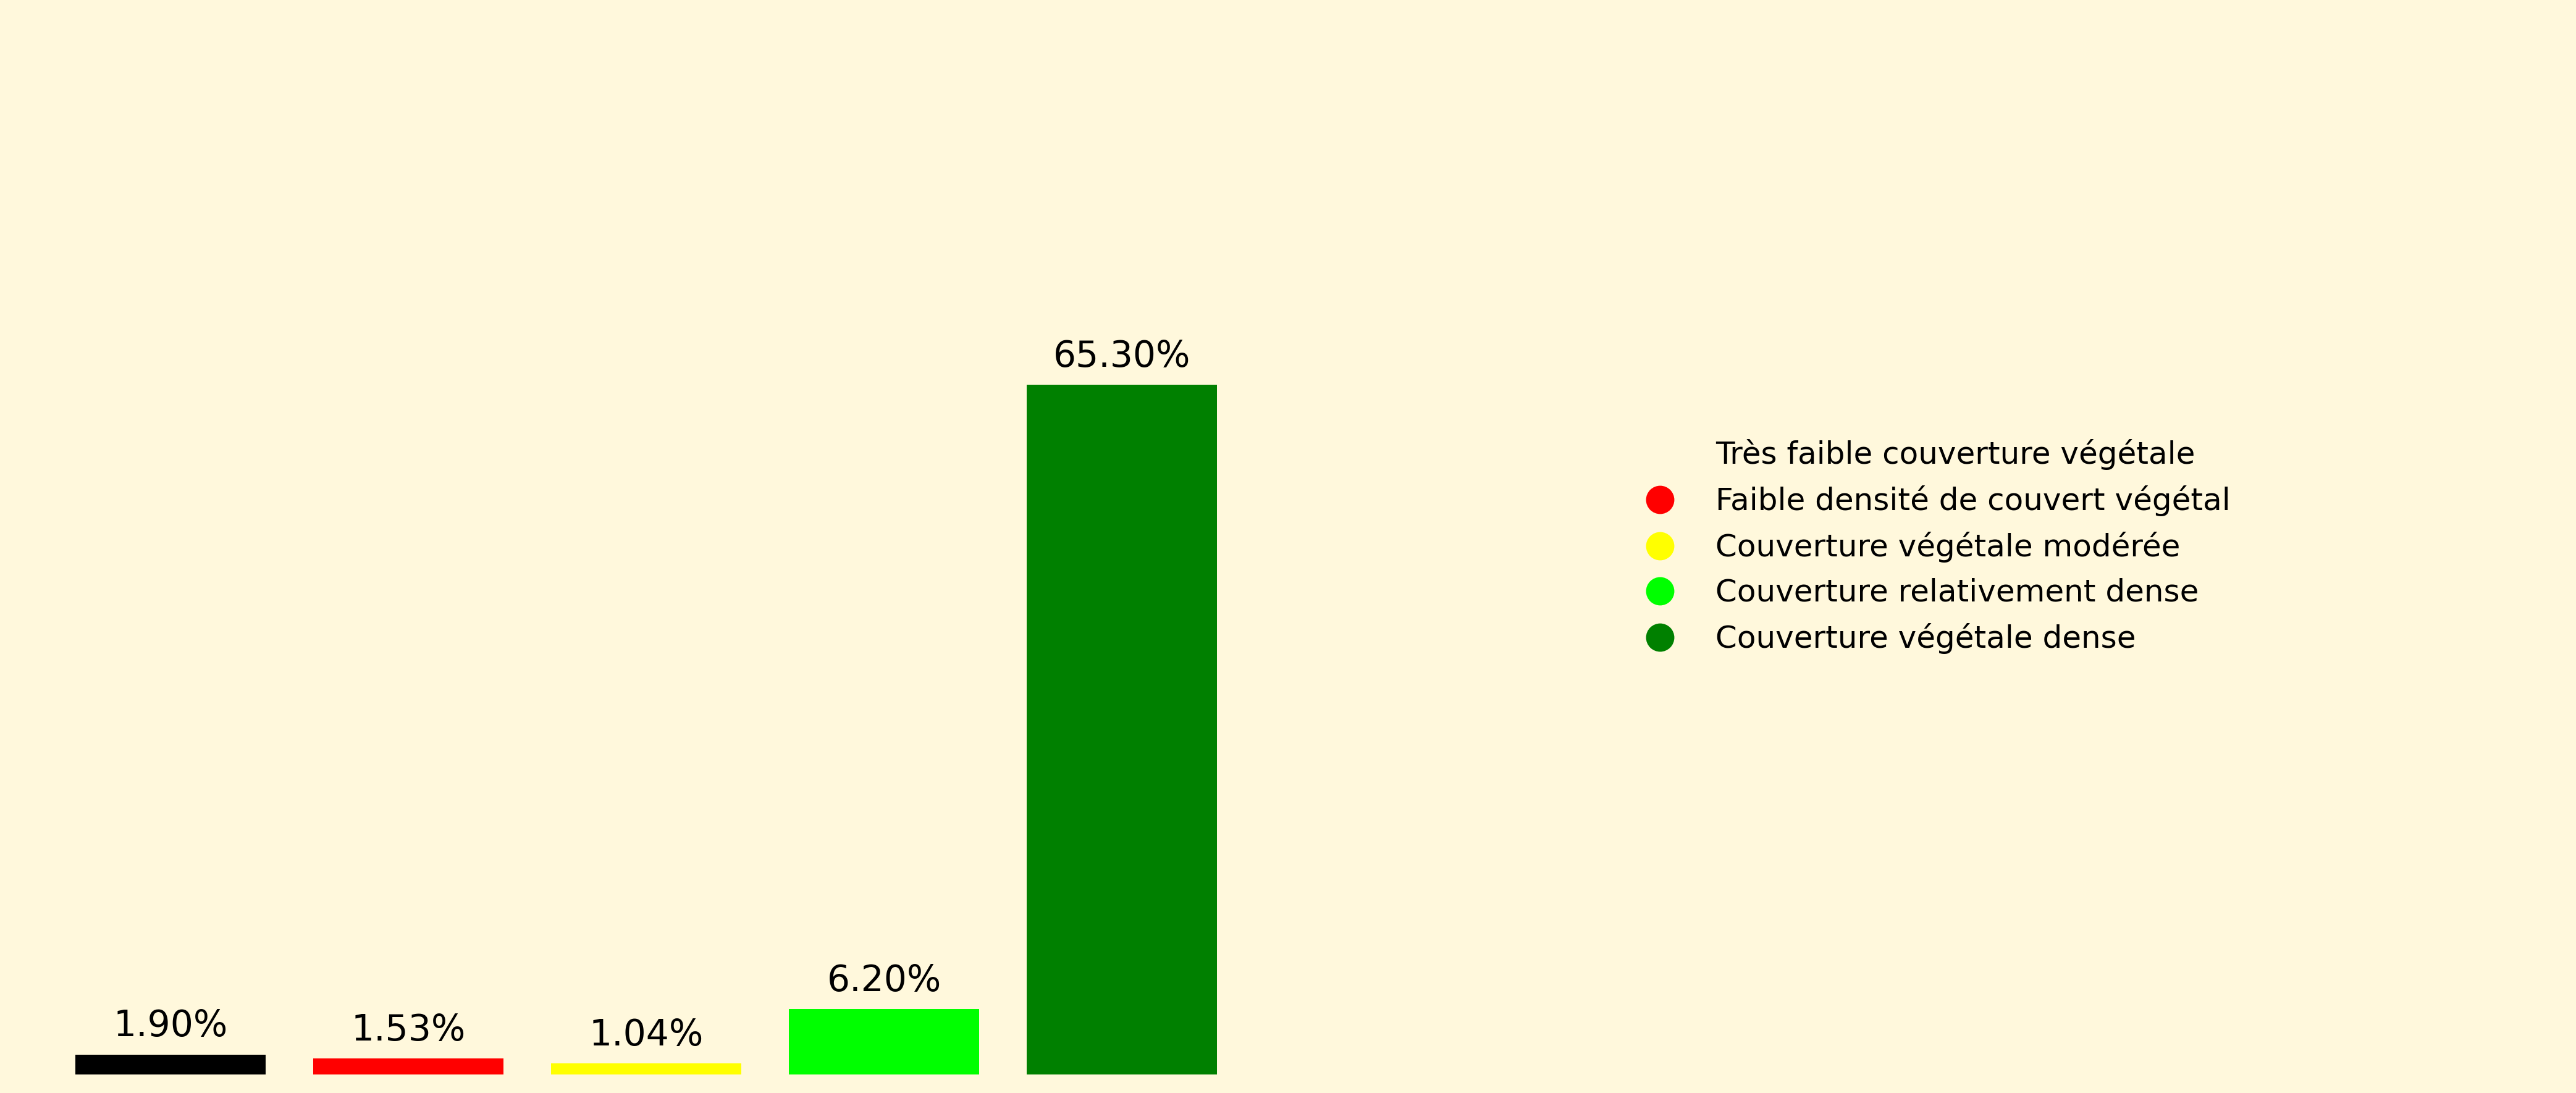 65.30%
6.20%
1.90%
1.53%
1.04%
Très faible couverture végétale
Faible densité de couvert végétal
Couverture végétale modérée
Couverture relativement dense
Couverture végétale dense